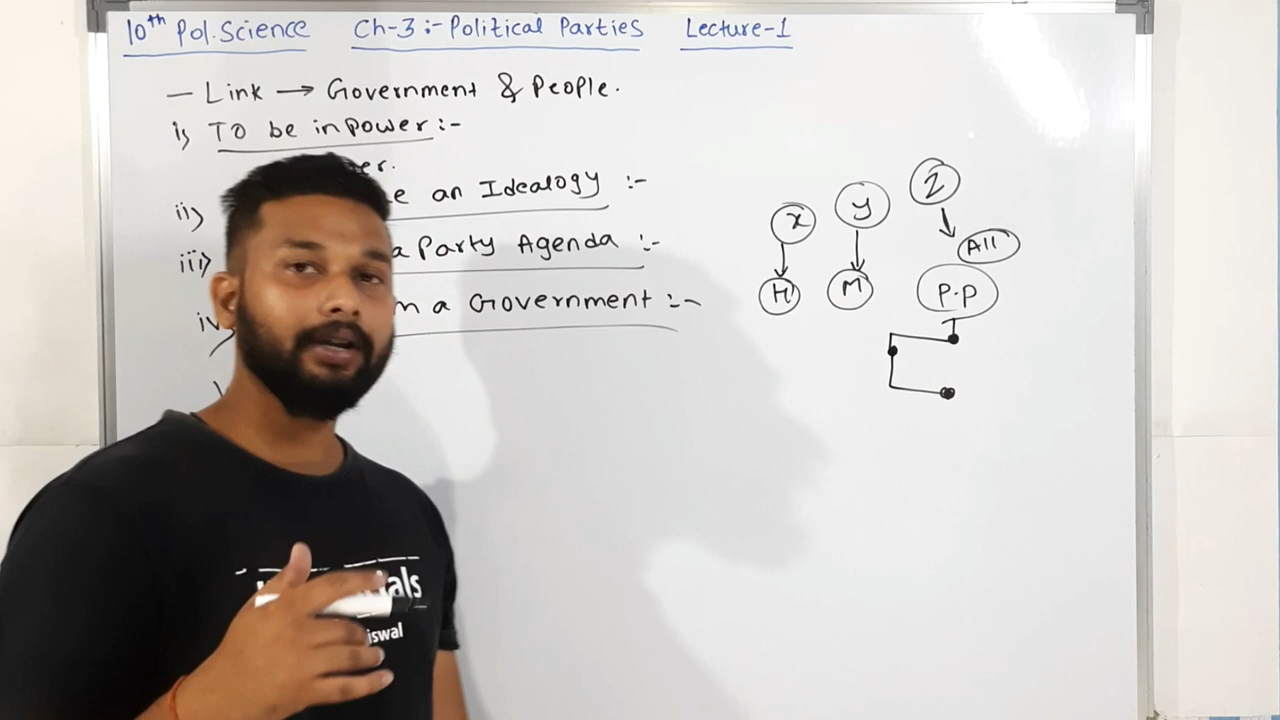 10th Pol. Science Ch-3:- Political Parties Lecture-1
— Link → Government & People.
i) To be in power:-
er.
ii) e an Idealogy :-
iii) a Party Agenda :-
iv) m a Government :-
x y Z
H M All
P.P
ials
iswal